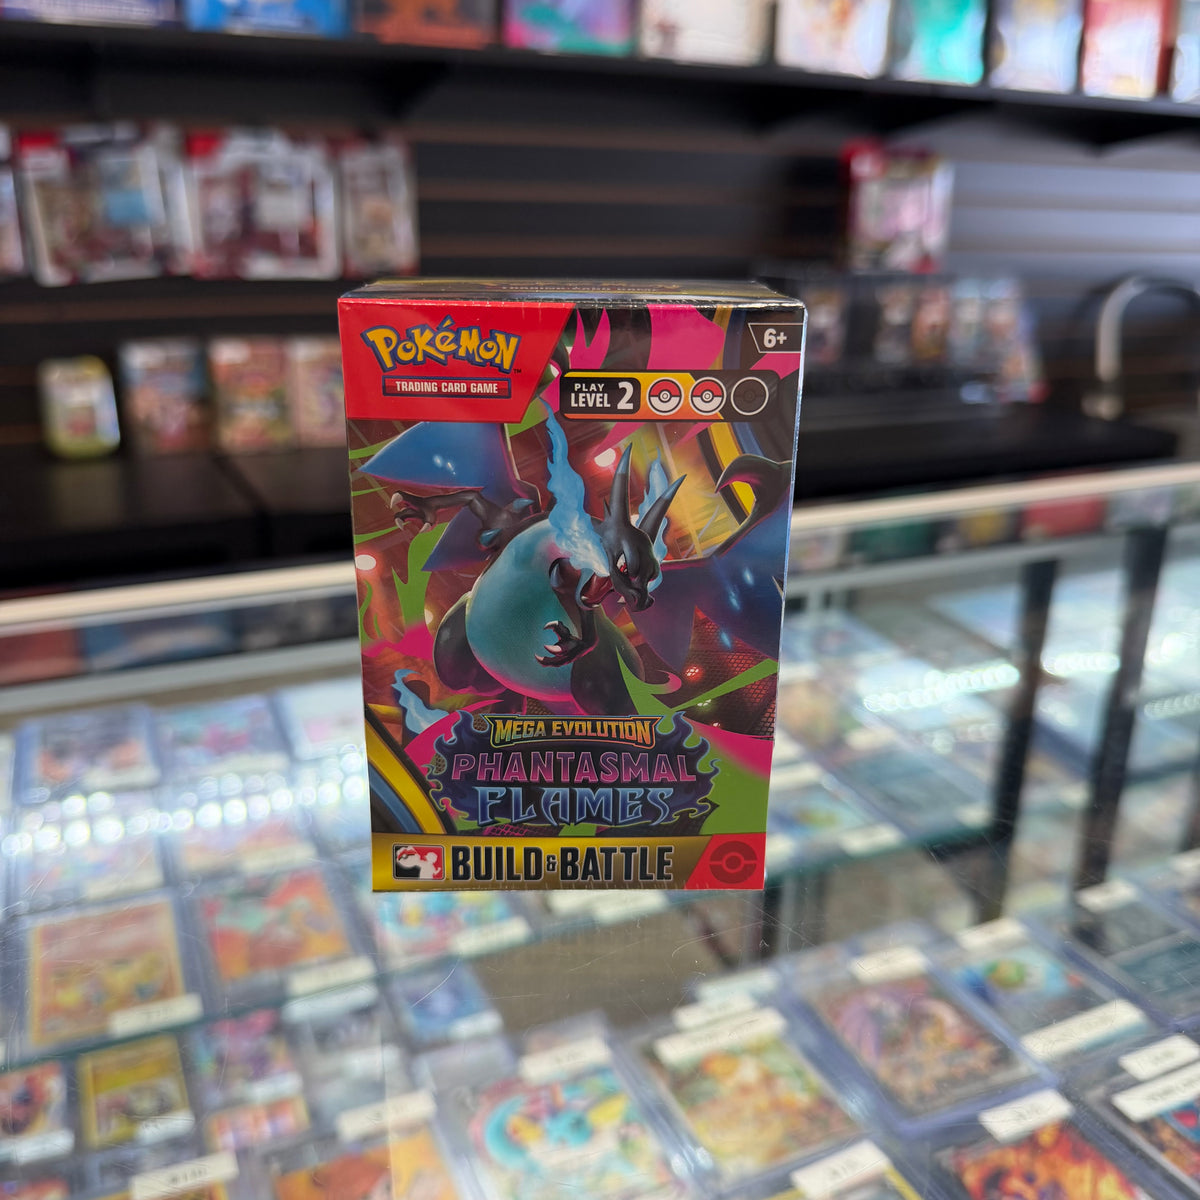 POKéMON
TRADING CARD GAME
6+
PLAY LEVEL 2
MEGA EVOLUTION
PHANTASMAL
FLAMES
BUILD & BATTLE